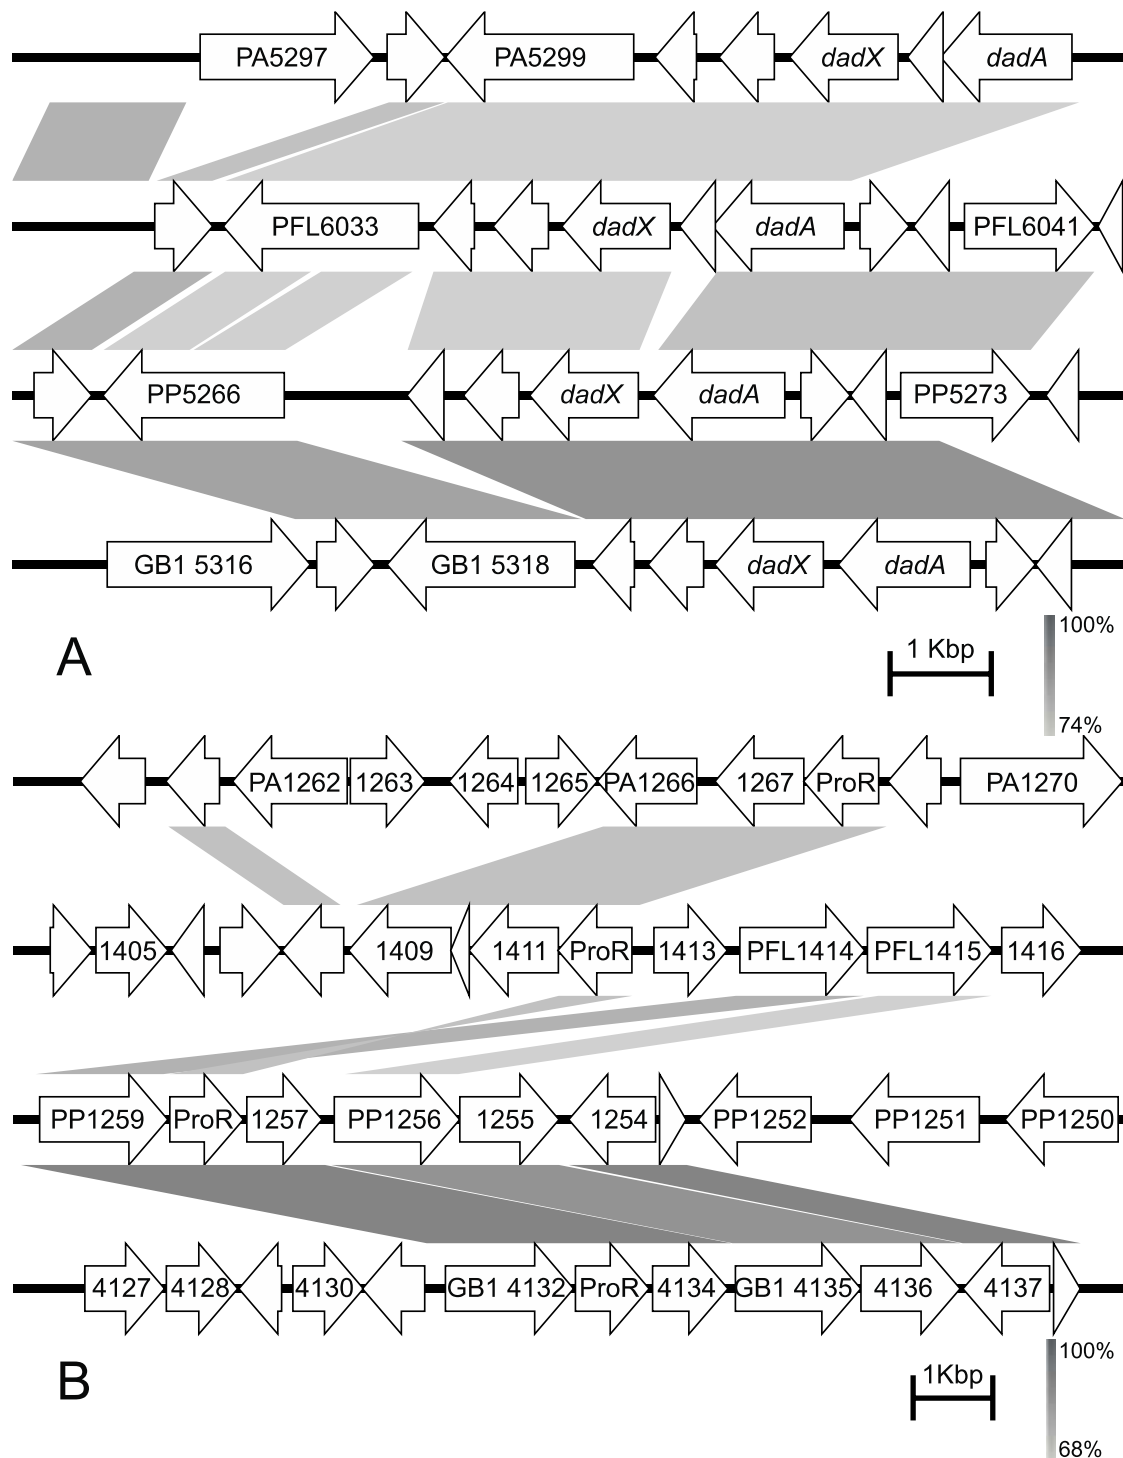 PA5297 PA5299 dadX dadA
PFL6033 dadX dadA PFL6041
PP5266 dadX dadA PP5273
GB1 5316 GB1 5318 dadX dadA
A
1 Kbp
100%
74%
PA1262 1263 1264 1265 PA1266 1267 ProR PA1270
1405 1409 1411 ProR 1413 PFL1414 PFL1415 1416
PP1259 ProR 1257 PP1256 1255 1254 PP1252 PP1251 PP1250
4127 4128 4130 GB1 4132 ProR 4134 GB1 4135 4136 4137
B
1Kbp
100%
68%